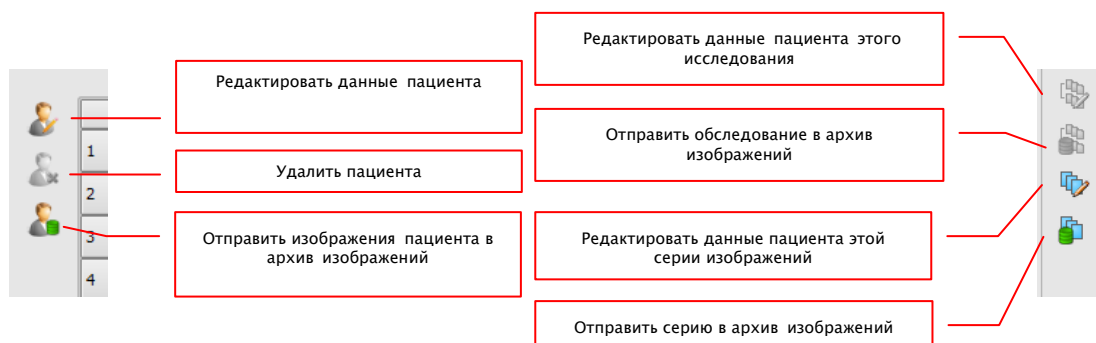 Редактировать данные пациента
1
Удалить пациента
2
Отправить изображения пациента в
архив изображений
3
4
Редактировать данные пациента этого
исследования
Отправить обследование в архив
изображений
Редактировать данные пациента этой
серии изображений
Отправить серию в архив изображений